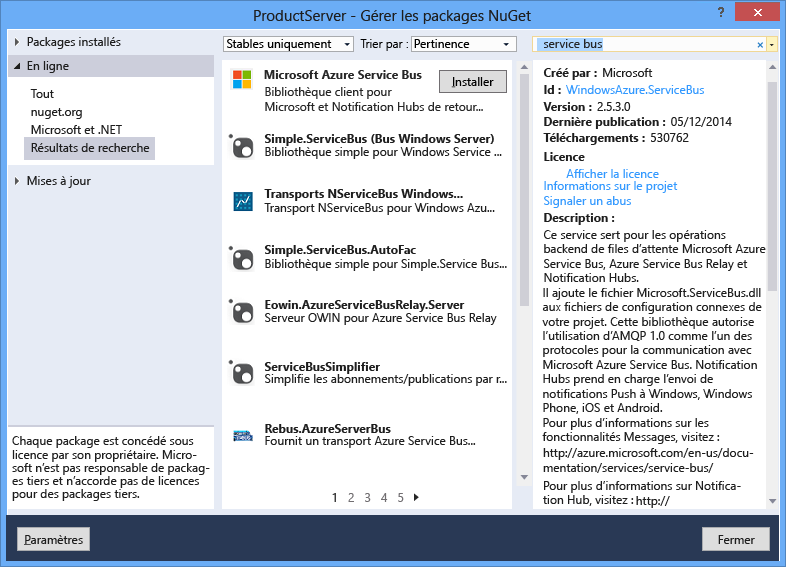 ProductServer - Gérer les packages NuGet
Packages installés
En ligne
Tout
nuget.org
Microsoft et .NET
Résultats de recherche
Mises à jour
Chaque package est concédé sous
licence par son propriétaire. Micro-
soft n'est pas responsable de packag-
es tiers et n'accorde pas de licences
pour des packages tiers.
Stables uniquement
Trier par :
Pertinence
service bus
Microsoft Azure Service Bus
Bibliothèque client pour
Microsoft et Notification Hubs de retour...
Installer
Simple.ServiceBus (Bus Windows Server)
Bibliothèque simple pour Windows Service ...
Transports NServiceBus Windows...
Transport NServiceBus pour Windows Azu...
Simple.ServiceBus.AutoFac
Bibliothèque simple pour Simple.Service Bus...
Eowin.AzureServiceBusRelay.Server
Serveur OWIN pour Azure Service Bus Relay
ServiceBusSimplifier
Simplifie les abonnements/publications par r...
Rebus.AzureServerBus
Fournit un transport Azure Service Bus...
1 2 3 4 5
Créé par : Microsoft
Id : WindowsAzure.ServiceBus
Version : 2.5.3.0
Dernière publication : 05/12/2014
Téléchargements : 530762
Licence
Afficher la licence
Informations sur le projet
Signaler un abus
Description :
Ce service sert pour les opérations
backend de files d'attente Microsoft Azure
Service Bus, Azure Service Bus Relay et
Notification Hubs.
Il ajoute le fichier Microsoft.ServiceBus.dll
aux fichiers de configuration connexes de
votre projet. Cette bibliothèque autorise
l'utilisation d'AMQP 1.0 comme l'un des
protocoles pour la communication avec
Microsoft Azure Service Bus. Notification
Hubs prend en charge l'envoi de
notifications Push à Windows, Windows
Phone, iOS et Android.
Pour plus d'informations sur les
fonctionnalités Messages, visitez :
http://azure.microsoft.com/en-us/docu-
mentation/services/service-bus/
Pour plus d'informations sur Notifica-
tion Hub, visitez : http://
Paramètres
Fermer